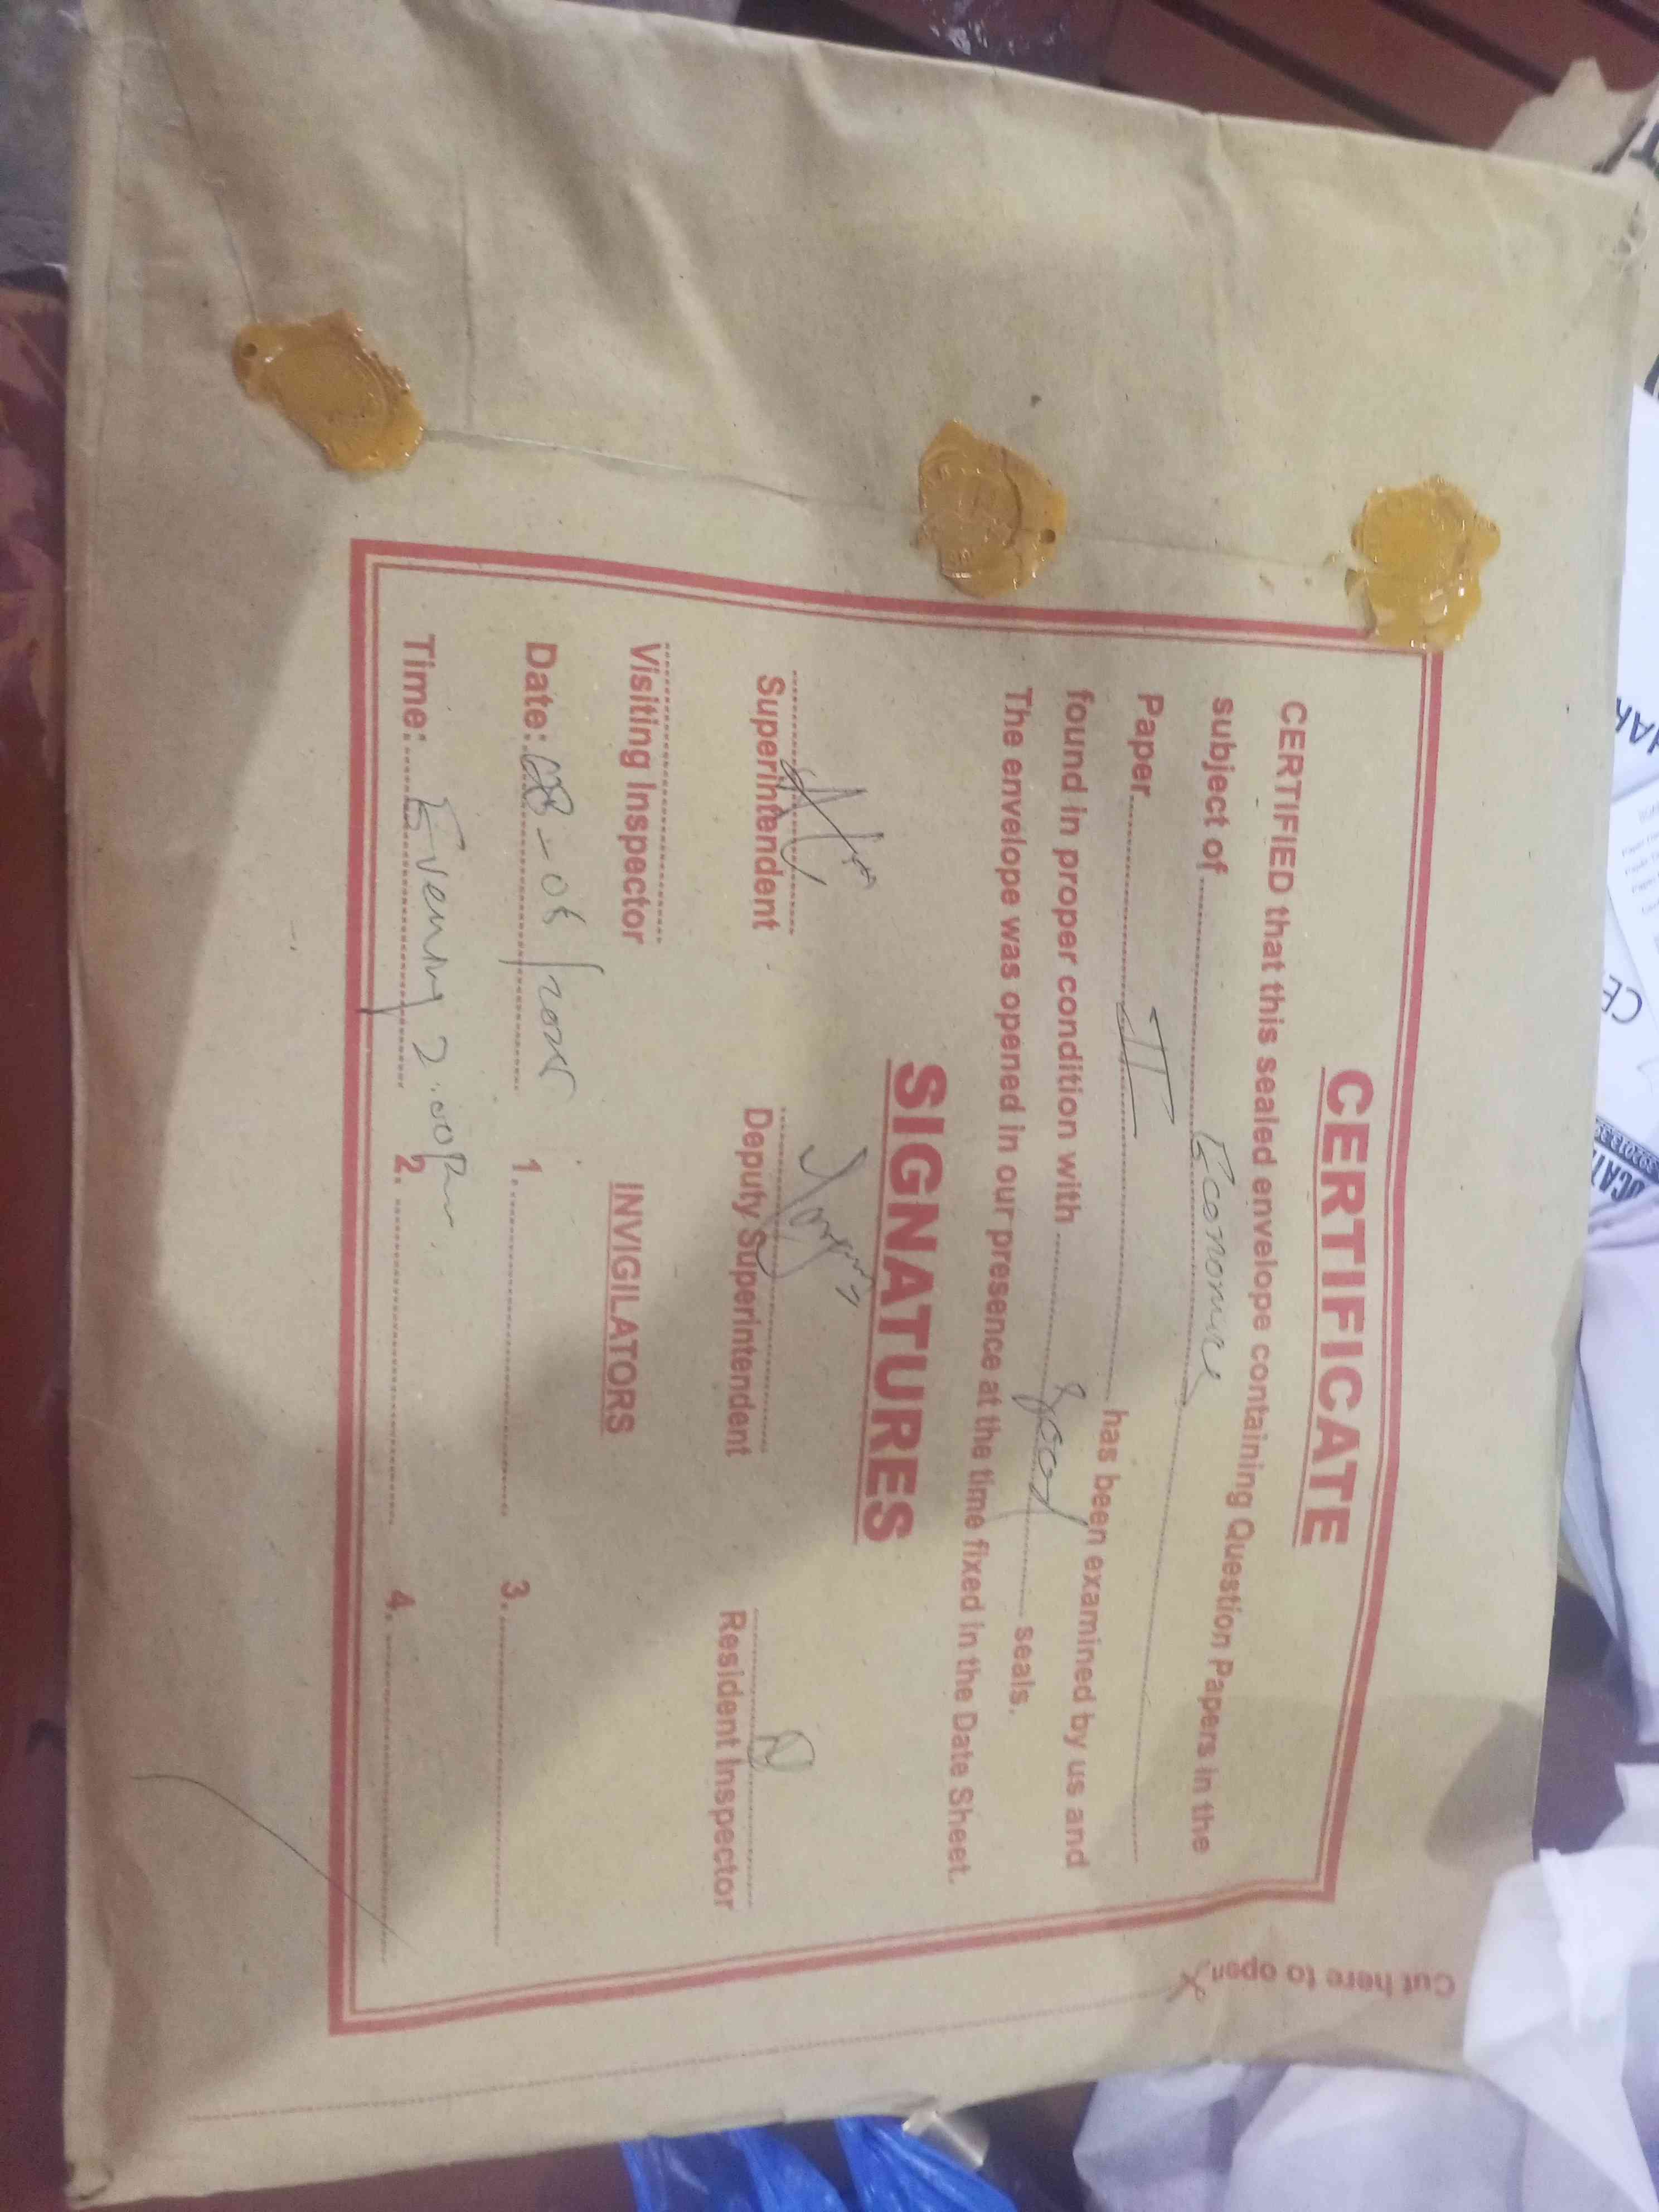 CERTIFICATE
CERTIFIED that this sealed envelope containing Question Papers in the
subject of Economics
Paper II has been examined by us and
found in proper condition with good seals.
The envelope was opened in our presence at the time fixed in the Date Sheet.
SIGNATURES
Superintendent Deputy Superintendent Resident Inspector
Visiting Inspector
INVIGILATORS
Date: 1. 3.
Time: Evening 2.00pm 2. 4.
Cut here to open